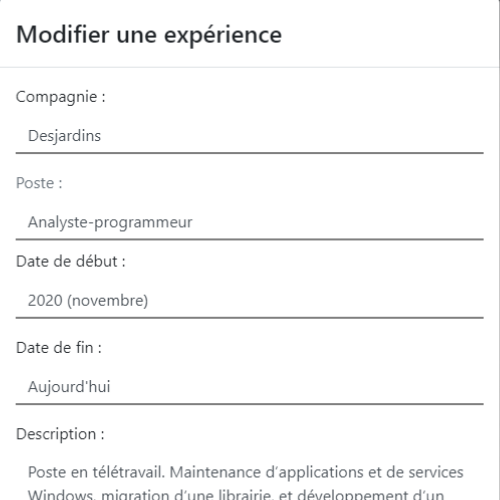 Modifier une expérience
Compagnie :
Desjardins
Poste :
Analyste-programmeur
Date de début :
2020 (novembre)
Date de fin :
Aujourd'hui
Description :
Poste en télétravail. Maintenance d’applications et de services
Windows, migration d’une librairie, et développement d’un